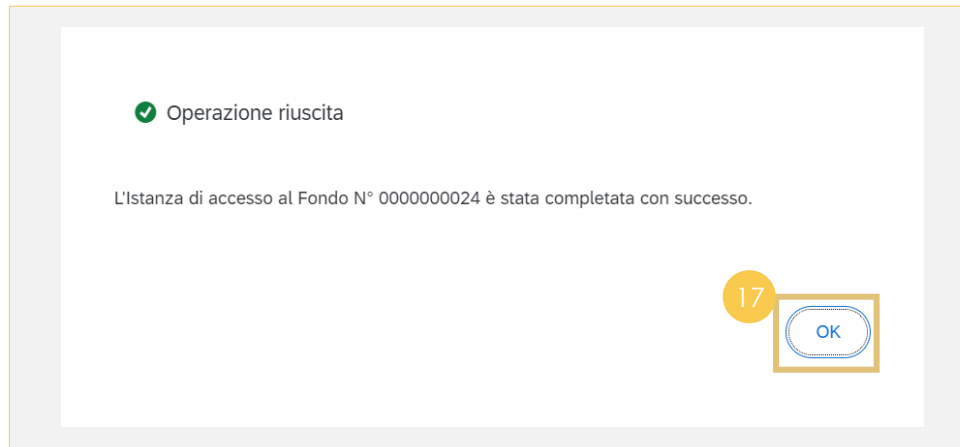 Operazione riuscita
L'Istanza di accesso al Fondo N° 0000000024 è stata completata con successo.
17
OK